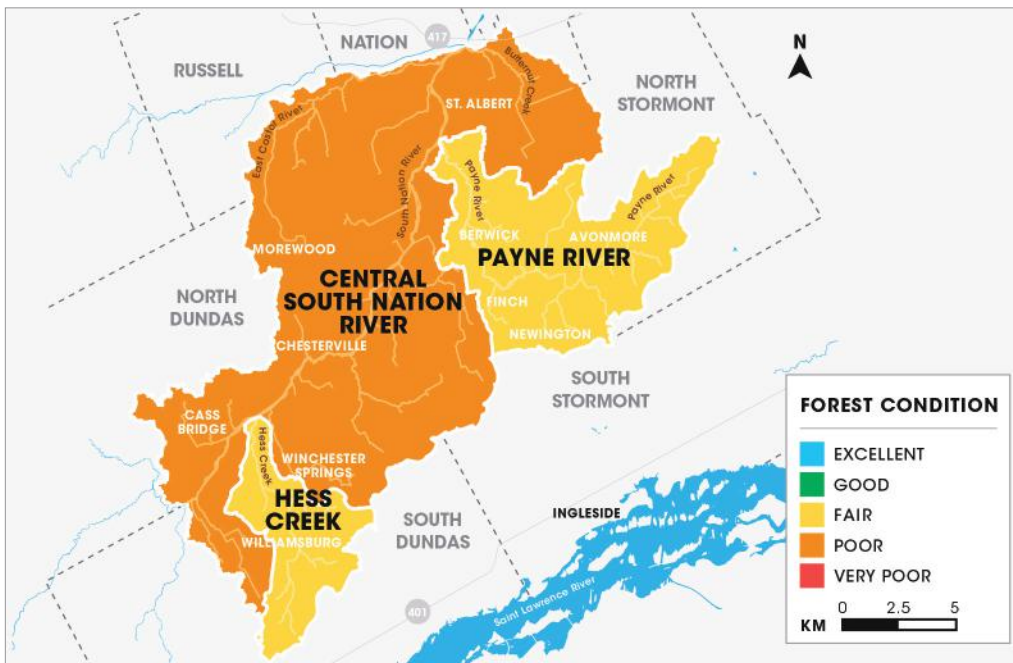 NATION
417
RUSSELL
N
NORTH
STORMONT
Butternut Creek
ST. ALBERT
East Castor River
South Nation River
Payne River
Payne River
MOREWOOD
BERWICK
AVONMORE
PAYNE RIVER
CENTRAL
SOUTH NATION
RIVER
NORTH
DUNDAS
FINCH
NEWINGTON
CHESTERVILLE
SOUTH
STORMONT
CASS
BRIDGE
Hess Creek
WINCHESTER
SPRINGS
HESS
CREEK
WILLIAMSBURG
SOUTH
DUNDAS
INGLESIDE
Saint Lawrence River
401
FOREST CONDITION
EXCELLENT
GOOD
FAIR
POOR
VERY POOR
0 2.5 5
KM